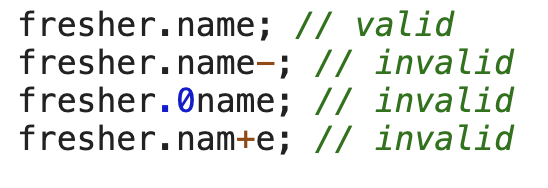 fresher.name; // valid
fresher.name-; // invalid
fresher.0name; // invalid
fresher.nam+e; // invalid